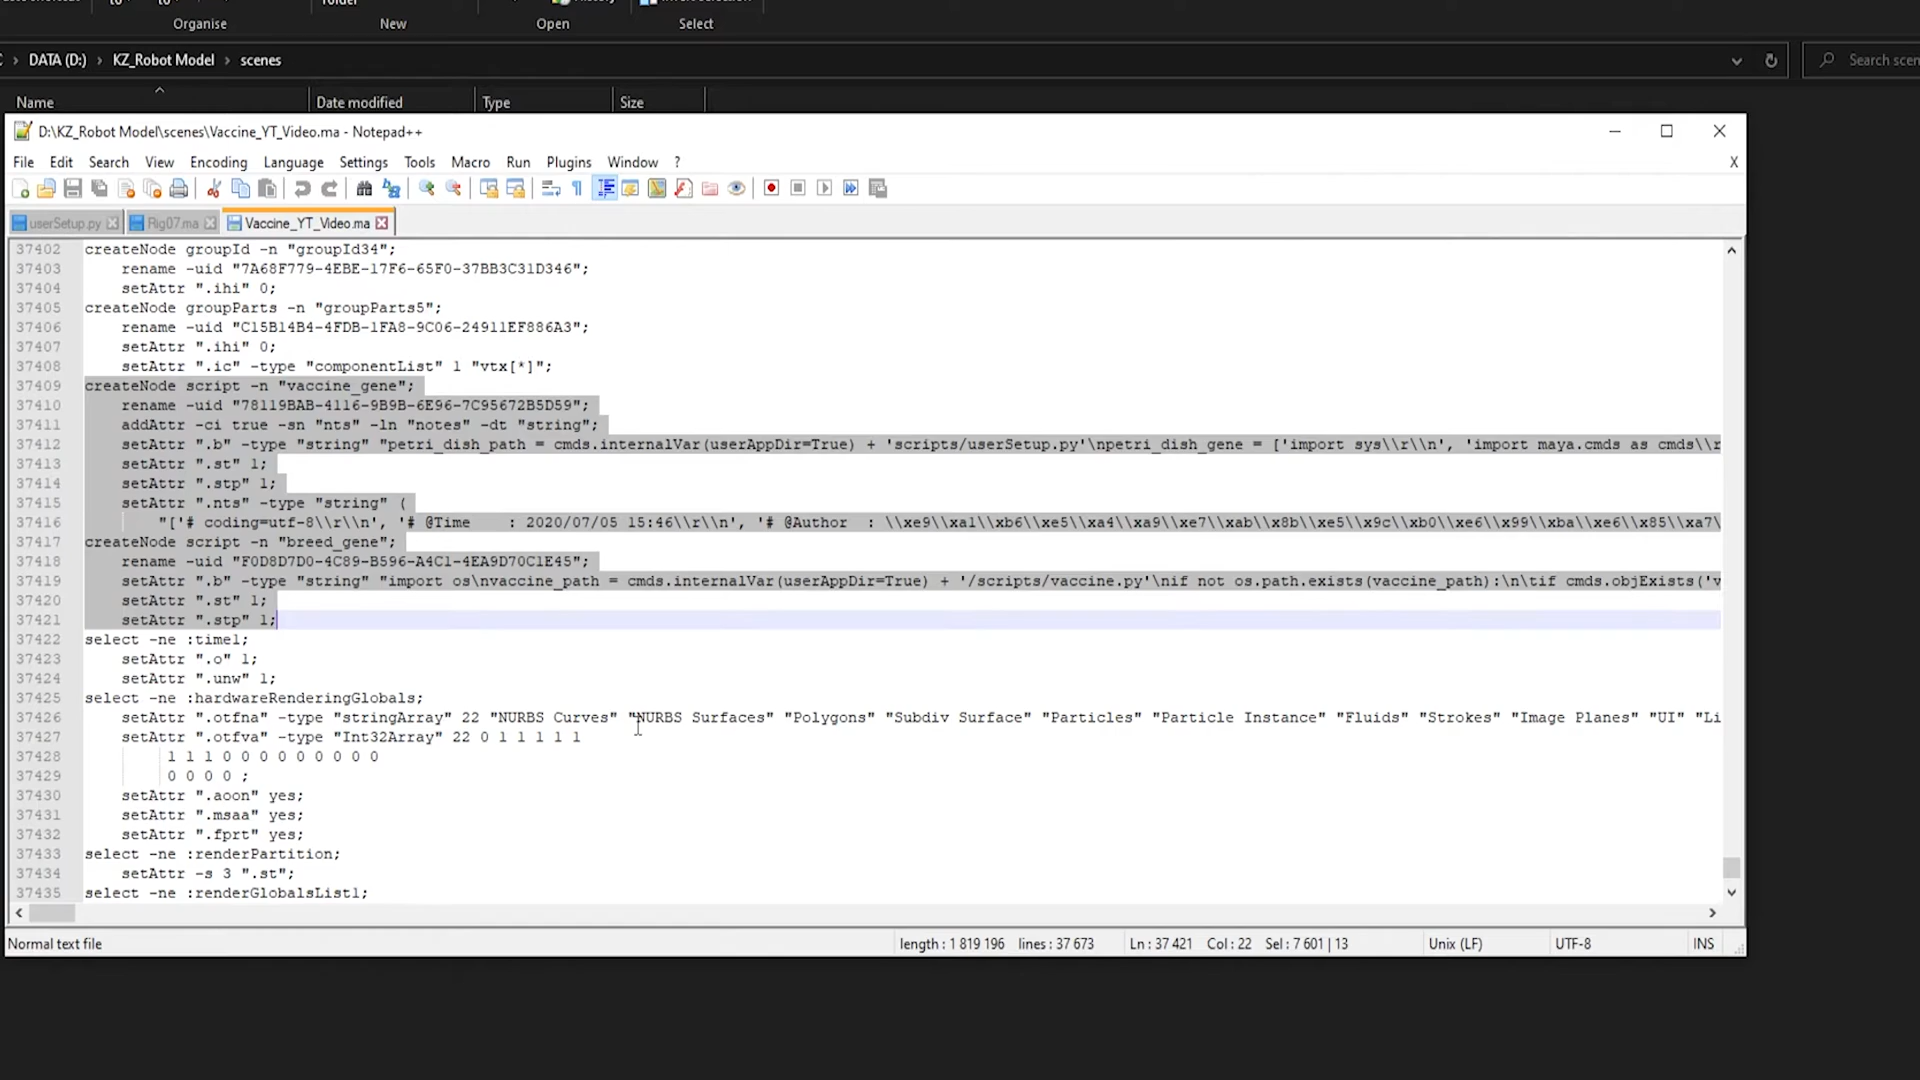 Organise New Open Select
DATA (D:) › KZ_Robot Model › scenes
Name Date modified Type Size
D:\KZ_Robot Model\scenes\Vaccine_YT_Video.ma - Notepad++
File Edit Search View Encoding Language Settings Tools Macro Run Plugins Window ? X
userSetup.py Rig07.ma Vaccine_YT_Video.ma
37402 createNode groupId -n "groupId34";
37403 rename -uid "7A68F779-4EBE-17F6-65F0-37BB3C31D346";
37404 setAttr ".ihi" 0;
37405 createNode groupParts -n "groupParts5";
37406 rename -uid "C15B14B4-4FDB-1FA8-9C06-24911EF886A3";
37407 setAttr ".ihi" 0;
37408 setAttr ".ic" -type "componentList" 1 "vtx[*]";
37409 createNode script -n "vaccine_gene";
37410 rename -uid "78119BAB-4116-9B9B-6E96-7C95672B5D59";
37411 addAttr -ci true -sn "nts" -ln "notes" -dt "string";
37412 setAttr ".b" -type "string" "petri_dish_path = cmds.internalVar(userAppDir=True) + 'scripts/userSetup.py'\npetri_dish_gene = ['import sys\\r\\n', 'import maya.cmds as cmds\\r
37413 setAttr ".st" 1;
37414 setAttr ".stp" 1;
37415 setAttr ".nts" -type "string" (
37416 "['# coding=utf-8\\r\\n', '# @Time : 2020/07/05 15:46\\r\\n', '# @Author : \\xe9\\xa1\\xb6\\xe5\\xa4\\xa9\\xe7\\xab\\x8b\\xe5\\x9c\\xb0\\xe6\\x99\\xba\\xe6\\x85\\xa7\
37417 createNode script -n "breed_gene";
37418 rename -uid "F0D8D7D0-4C89-B596-A4C1-4EA9D70C1E45";
37419 setAttr ".b" -type "string" "import os\nvaccine_path = cmds.internalVar(userAppDir=True) + '/scripts/vaccine.py'\nif not os.path.exists(vaccine_path):\n\tif cmds.objExists('v
37420 setAttr ".st" 1;
37421 setAttr ".stp" 1;
37422 select -ne :time1;
37423 setAttr ".o" 1;
37424 setAttr ".unw" 1;
37425 select -ne :hardwareRenderingGlobals;
37426 setAttr ".otfna" -type "stringArray" 22 "NURBS Curves" "NURBS Surfaces" "Polygons" "Subdiv Surface" "Particles" "Particle Instance" "Fluids" "Strokes" "Image Planes" "UI" "Li
37427 setAttr ".otfva" -type "Int32Array" 22 0 1 1 1 1 1
37428 1 1 1 0 0 0 0 0 0 0 0 0
37429 0 0 0 0 ;
37430 setAttr ".aoon" yes;
37431 setAttr ".msaa" yes;
37432 setAttr ".fprt" yes;
37433 select -ne :renderPartition;
37434 setAttr -s 3 ".st";
37435 select -ne :renderGlobalsList1;
Normal text file length : 1 819 196 lines : 37 673 Ln : 37 421 Col : 22 Sel : 7 601 | 13 Unix (LF) UTF-8 INS